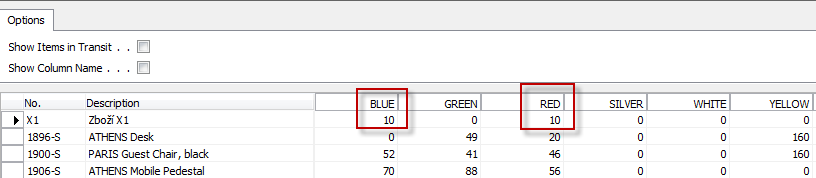 Options
Show Items in Transit . .
Show Column Name . . .
No. Description BLUE GREEN RED SILVER WHITE YELLOW
X1 Zboží X1 10 0 10 0 0 0
1896-S ATHENS Desk 0 49 20 0 0 160
1900-S PARIS Guest Chair, black 52 41 46 0 0 160
1906-S ATHENS Mobile Pedestal 70 88 56 0 0 0